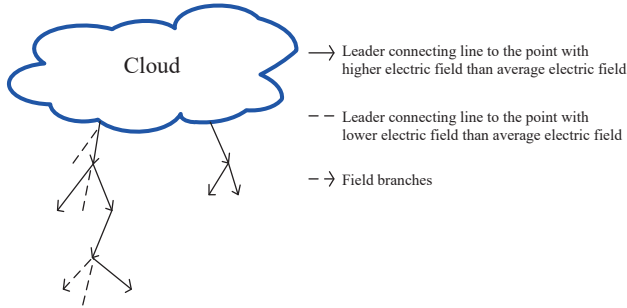 Cloud
Leader connecting line to the point with
higher electric field than average electric field
Leader connecting line to the point with
lower electric field than average electric field
Field branches